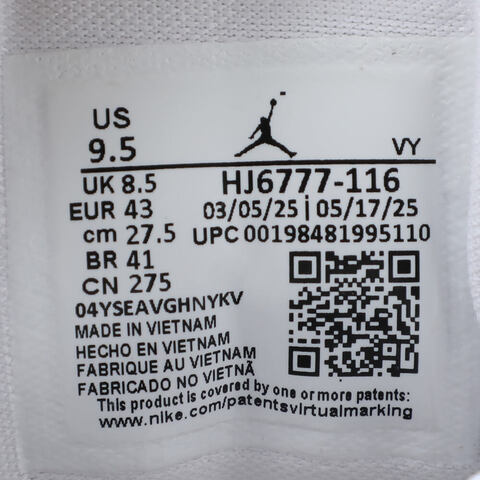 US
9.5
VY
UK 8.5
HJ6777-116
EUR 43
03/05/25 | 05/17/25
cm 27.5
UPC 00198481995110
BR 41
CN 275
04YSEAVGHNYKV
MADE IN VIETNAM
HECHO EN VIETNAM
FABRIQUE AU VIETNAM
FABRICADO NO VIETNÃ
This product is covered by one or more patents:
www.nike.com/patentsvirtualmarking